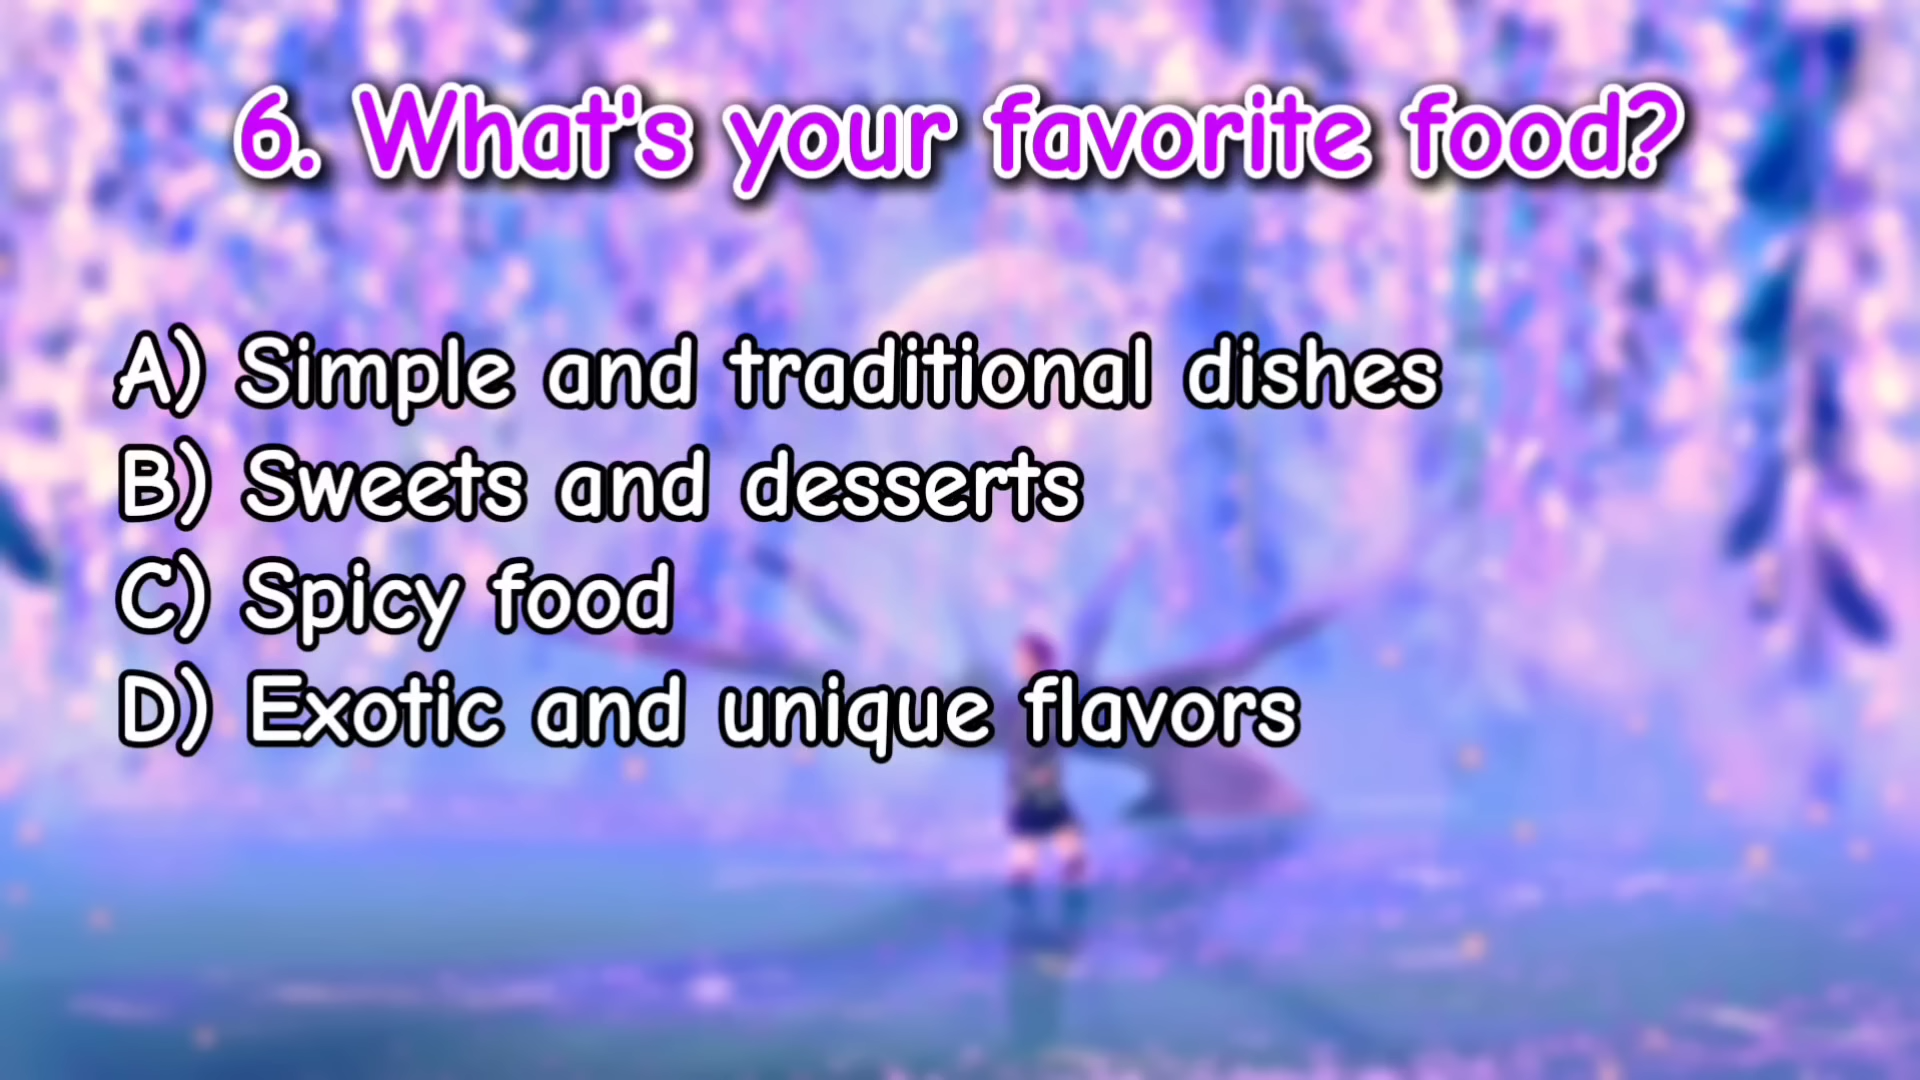 6. What's your favorite food?
A) Simple and traditional dishes
B) Sweets and desserts
C) Spicy food
D) Exotic and unique flavors